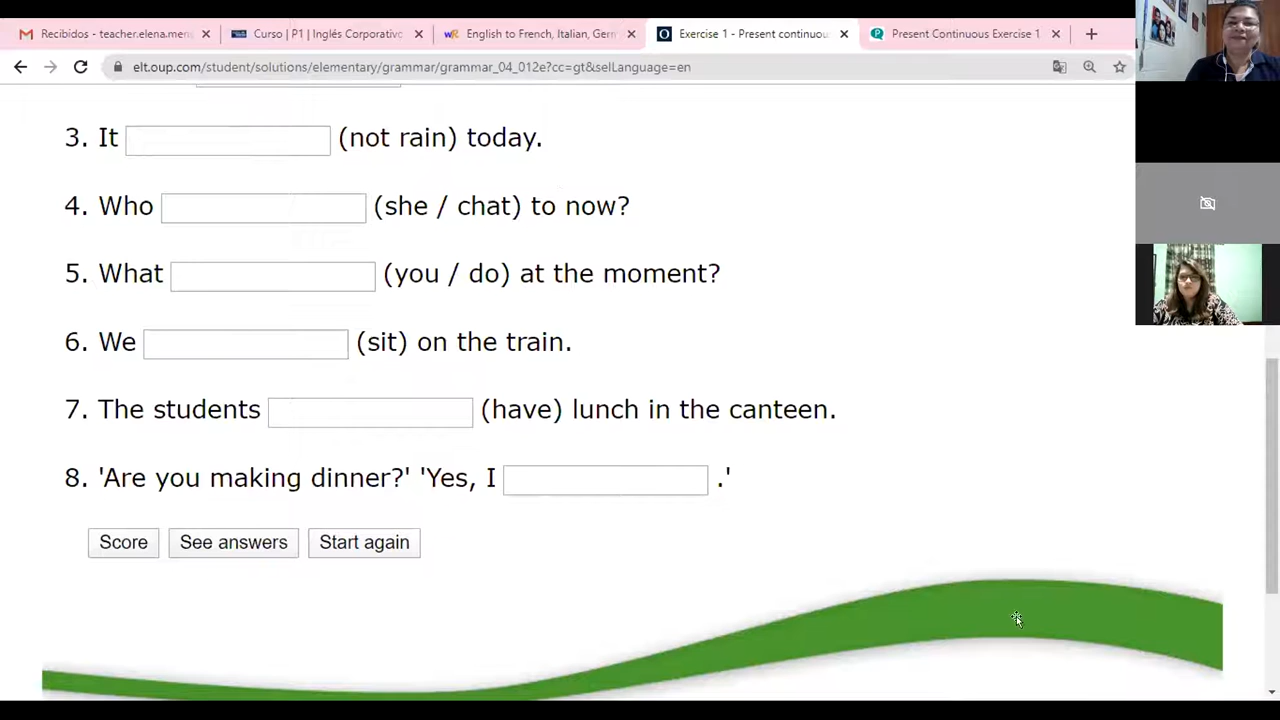 Recibidos - teacher.elena.mens
Curso | P1 | Inglés Corporativo
English to French, Italian, Gern
Exercise 1 - Present continuous
Present Continuous Exercise 1
elt.oup.com/student/solutions/elementary/grammar/grammar_04_012e?cc=gt&selLanguage=en
3. It (not rain) today.
4. Who (she / chat) to now?
5. What (you / do) at the moment?
6. We (sit) on the train.
7. The students (have) lunch in the canteen.
8. 'Are you making dinner?' 'Yes, I .'
Score See answers Start again